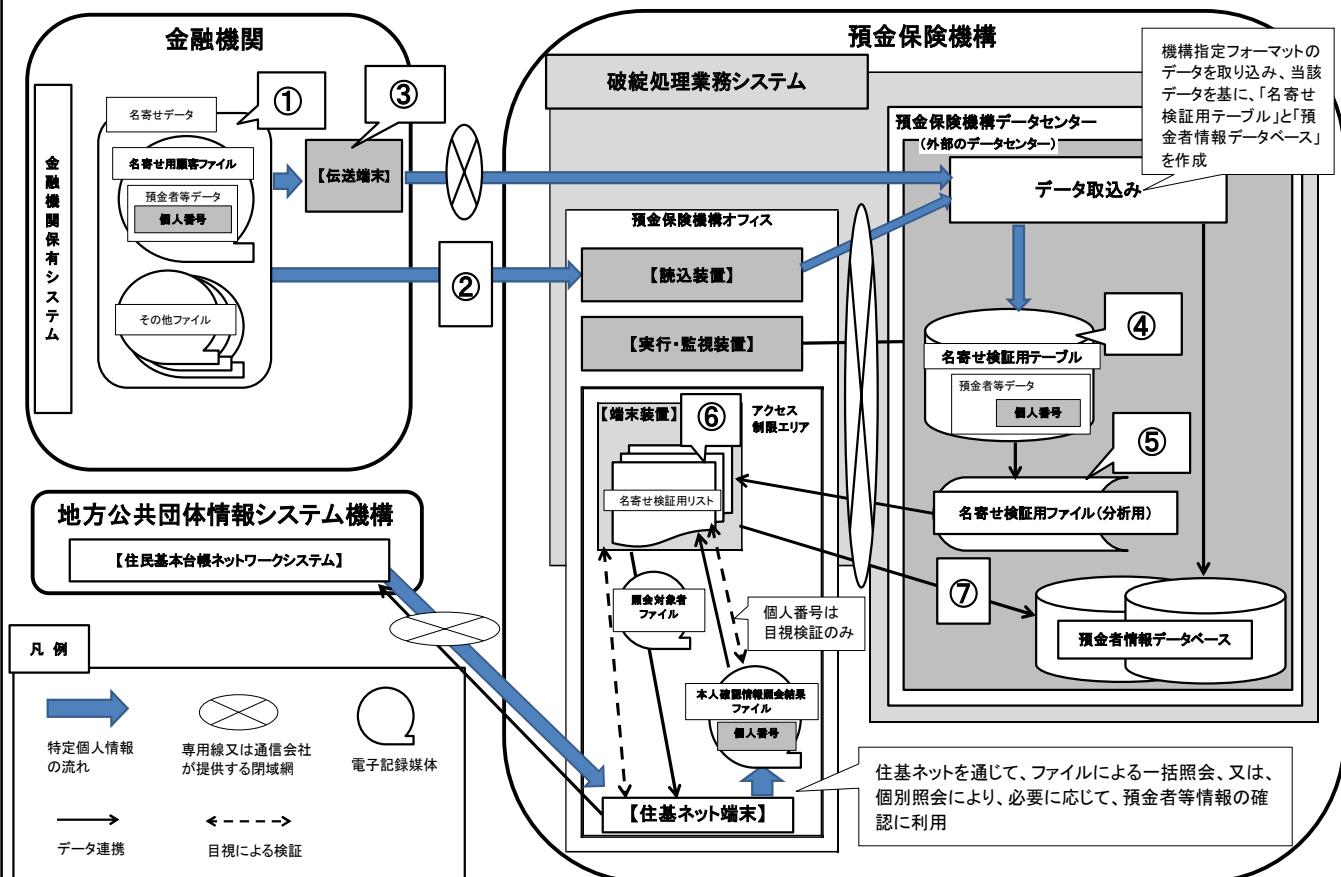 金融機関
金融機関保有システム
名寄せデータ
①
③
名寄せ用顧客ファイル
預金者等データ
個人番号
【伝送端末】
その他ファイル
②
預金保険機構
破綻処理業務システム
機構指定フォーマットの
データを取り込み、当該
データを基に、「名寄せ
検証用テーブル」と「預
金者情報データベース」
を作成
預金保険機構データセンター
(外部のデータセンター)
データ取込み
預金保険機構オフィス
【読込装置】
【実行・監視装置】
④
名寄せ検証用テーブル
預金者等データ
個人番号
⑤
名寄せ検証用ファイル(分析用)
⑦
預金者情報データベース
【端末装置】
⑥
アクセス
制限エリア
名寄せ検証用リスト
照会対象者
ファイル
個人番号は
目視検証のみ
本人確認情報照会結果
ファイル
個人番号
【住基ネット端末】
住基ネットを通じて、ファイルによる一括照会、又は、
個別照会により、必要に応じて、預金者等情報の確
認に利用
地方公共団体情報システム機構
【住民基本台帳ネットワークシステム】
凡 例
特定個人情報
の流れ
専用線又は通信会社
が提供する閉域網
電子記録媒体
データ連携
目視による検証